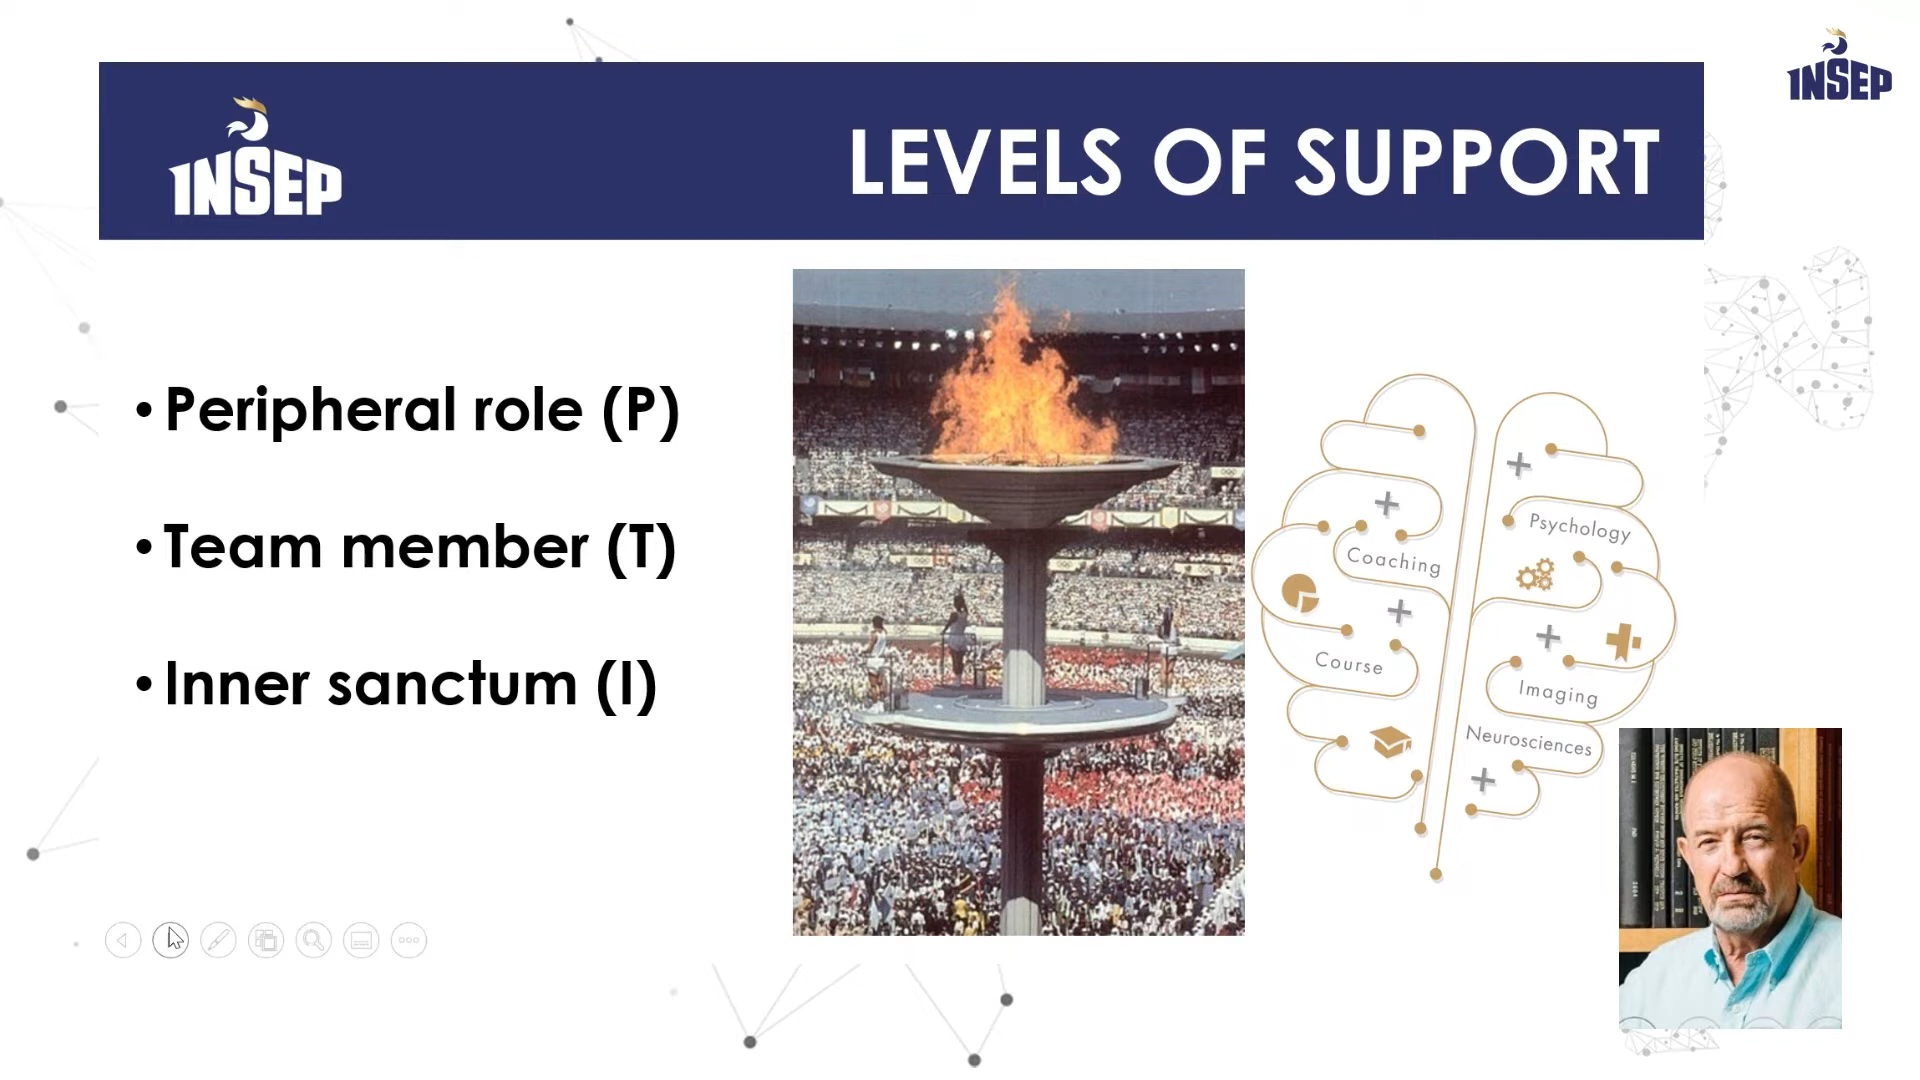 INSEP
INSEP
LEVELS OF SUPPORT
• Peripheral role (P)
• Team member (T)
• Inner sanctum (I)
Coaching
Course
Psychology
Imaging
Neurosciences